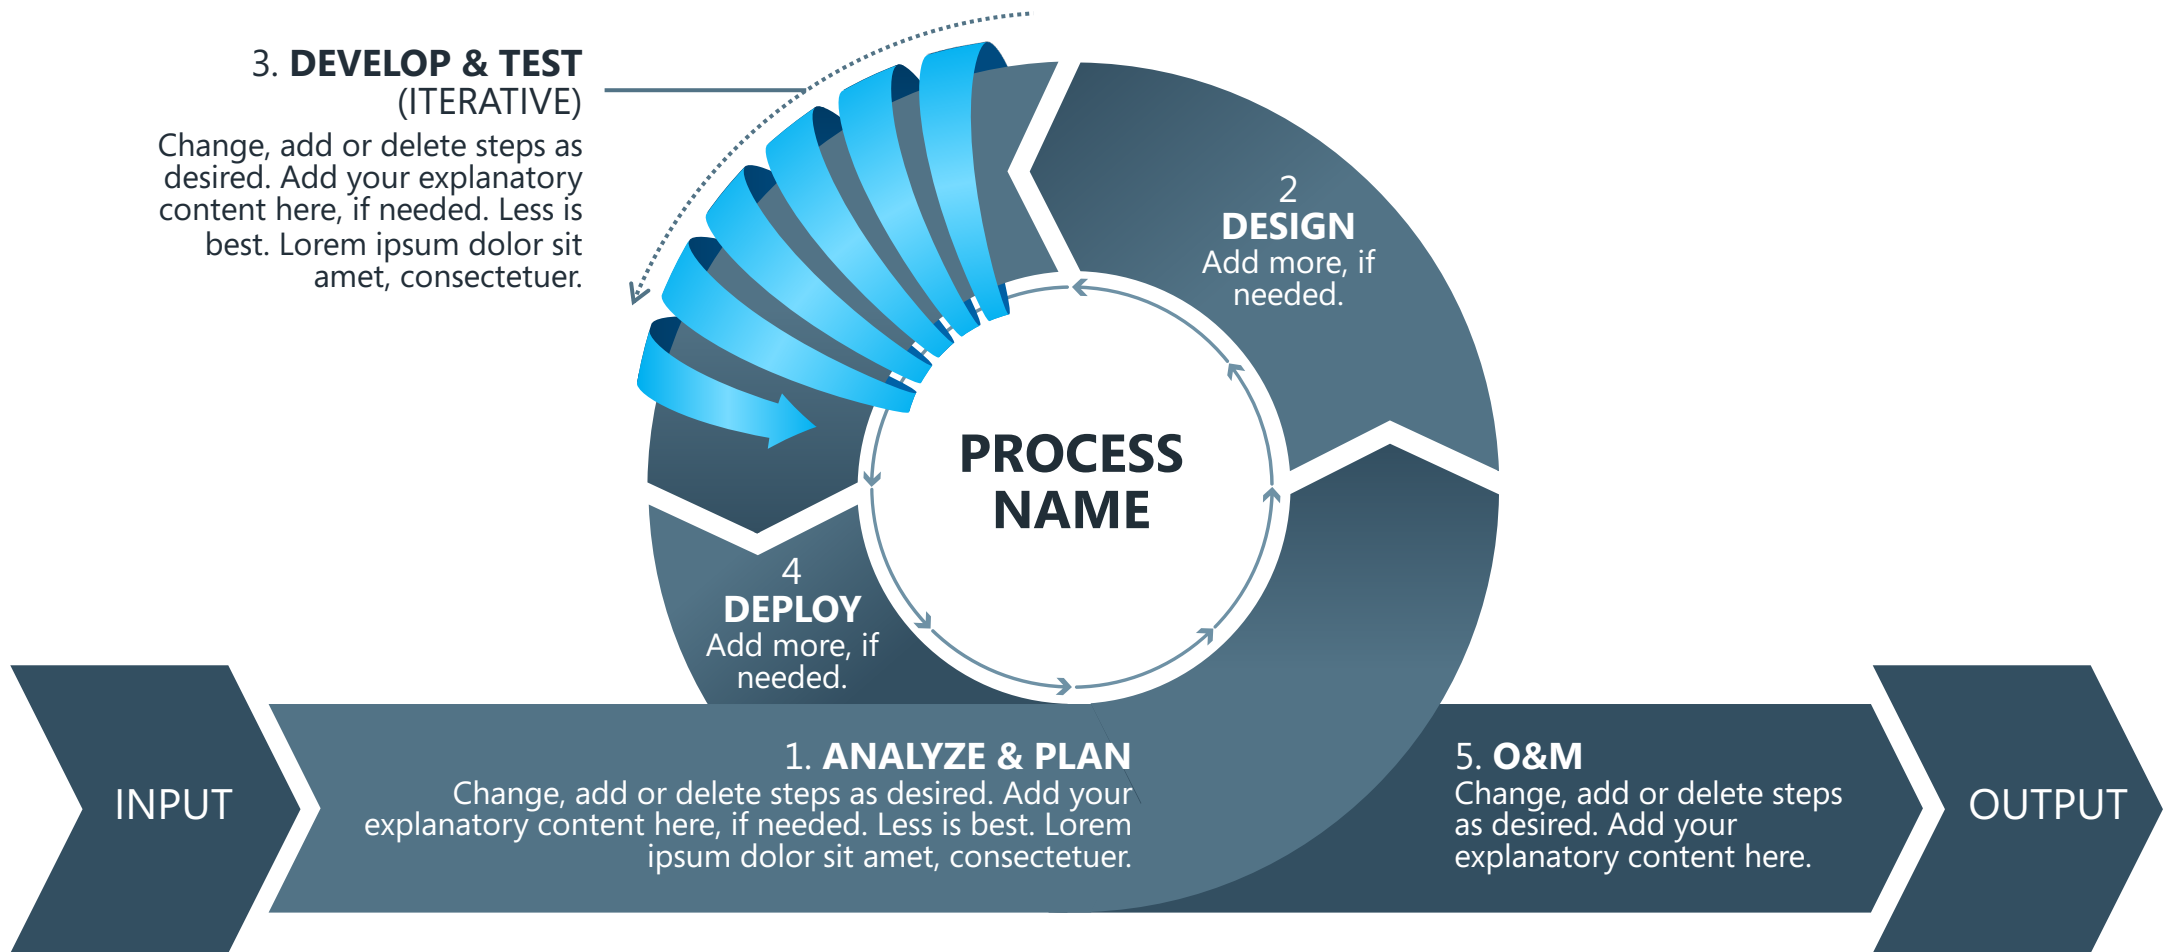 3. DEVELOP & TEST
(ITERATIVE)
Change, add or delete steps as
desired. Add your explanatory
content here, if needed. Less is
best. Lorem ipsum dolor sit
amet, consectetuer.
2
DESIGN
Add more, if
needed.
PROCESS
NAME
4
DEPLOY
Add more, if
needed.
INPUT
1. ANALYZE & PLAN
Change, add or delete steps as desired. Add your
explanatory content here, if needed. Less is best. Lorem
ipsum dolor sit amet, consectetuer.
5. O&M
Change, add or delete steps
as desired. Add your
explanatory content here.
OUTPUT